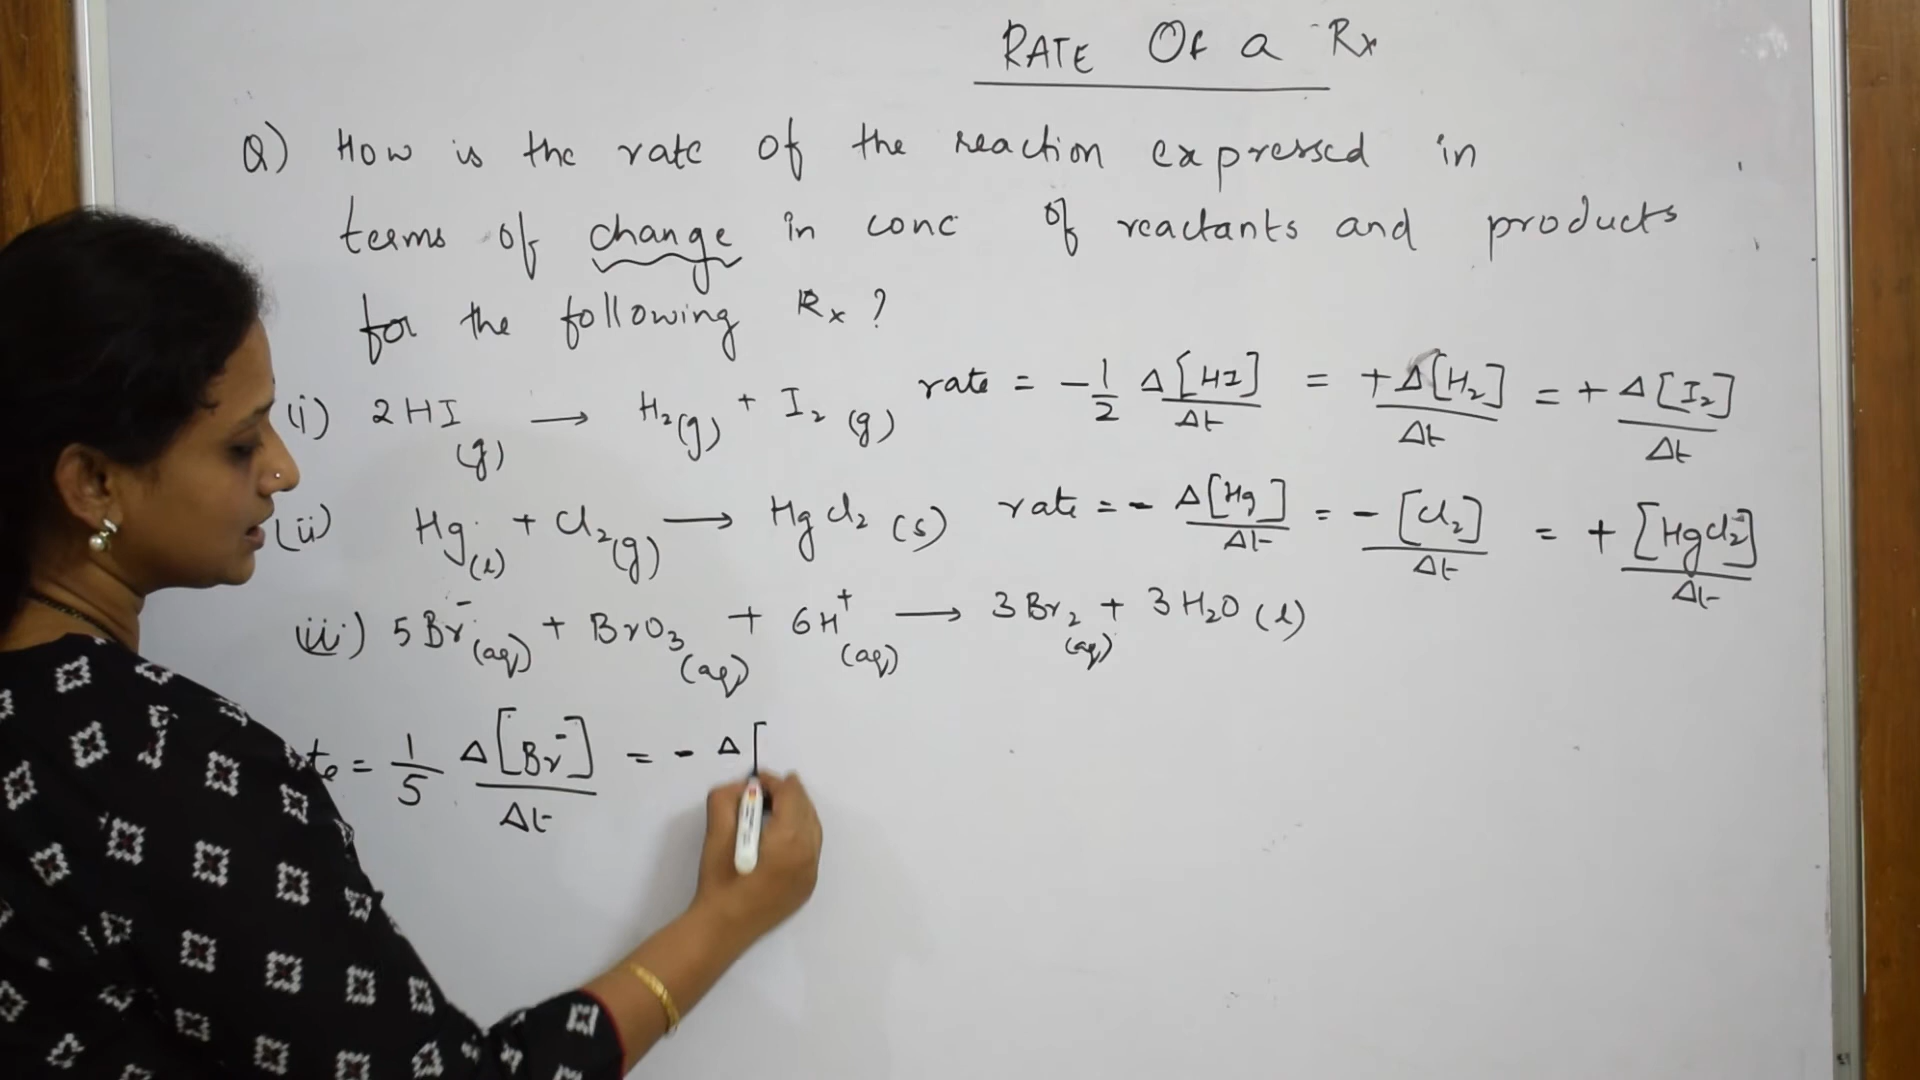 RATE Of a Rx
Q) How is the rate of the reaction expressed in
terms of change in conc of reactants and products
for the following Rx ?
(i) 2HI (g) → H₂(g) + I₂ (g) rate = -1/2 Δ[HI]/Δt = +Δ[H₂]/Δt = + Δ[I₂]/Δt
(ii) Hg(l) + Cl₂(g) → HgCl₂ (s) rate = - Δ[Hg]/Δt = - [Cl₂]/Δt = + [HgCl₂]/Δt
(iii) 5Br⁻(aq) + BrO₃(aq) + 6H⁺(aq) → 3Br₂(aq) + 3H₂O (l)
te = 1/5 Δ[Br⁻]/Δt = - Δ[